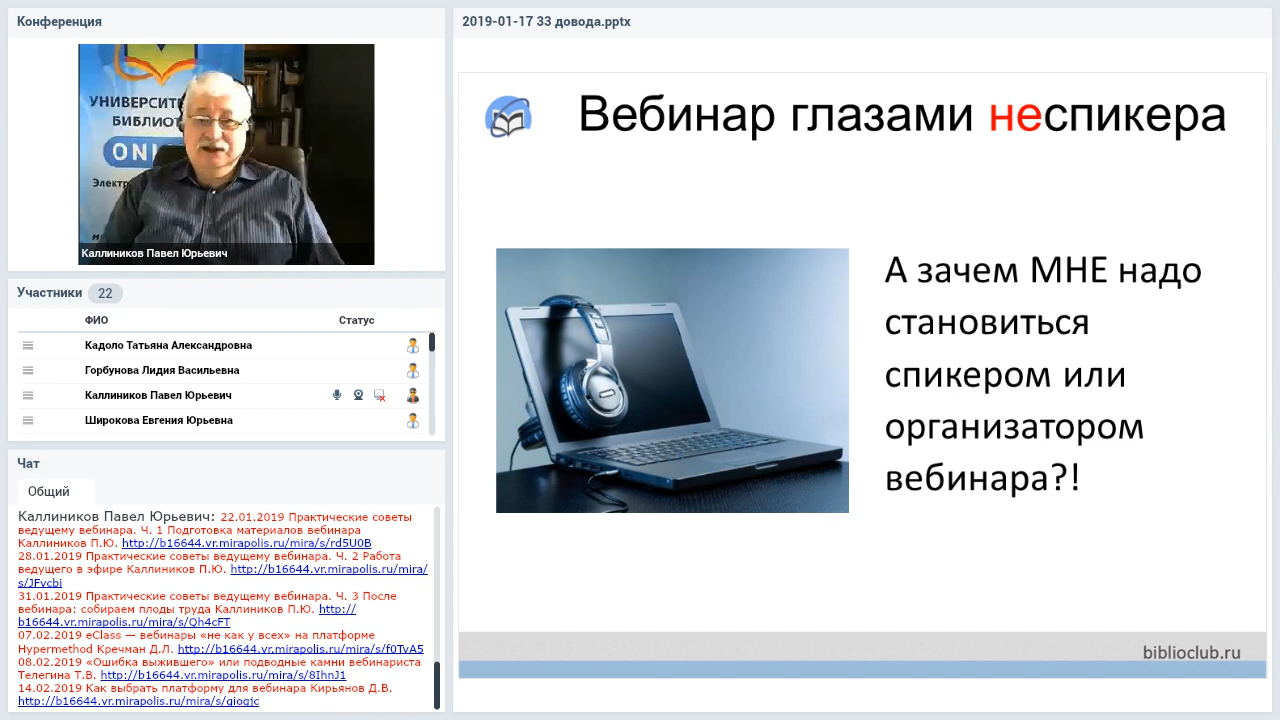 Конференция
УНИВЕРСИТ
БИБЛИОТ
ONLI
Каллиников Павел Юрьевич
Участники 22
ФИО Статус
Кадоло Татьяна Александровна
Горбунова Лидия Васильевна
Каллиников Павел Юрьевич
Широкова Евгения Юрьевна
Чат
Общий
Каллиников Павел Юрьевич: 22.01.2019 Практические советы
ведущему вебинара. Ч. 1 Подготовка материалов вебинара
Каллиников П.Ю. http://b16644.vr.mirapolis.ru/mira/s/rd5U0B
28.01.2019 Практические советы ведущему вебинара. Ч. 2 Работа
ведущего в эфире Каллиников П.Ю. http://b16644.vr.mirapolis.ru/mira/
s/JFvcbi
31.01.2019 Практические советы ведущему вебинара. Ч. 3 После
вебинара: собираем плоды труда Каллиников П.Ю. http://
b16644.vr.mirapolis.ru/mira/s/Qh4cFT
07.02.2019 eClass — вебинары «не как у всех» на платформе
Hypermethod Кречман Д.Л. http://b16644.vr.mirapolis.ru/mira/s/f0TvA5
08.02.2019 «Ошибка выжившего» или подводные камни вебинариста
Телегина Т.В. http://b16644.vr.mirapolis.ru/mira/s/8IhnJ1
14.02.2019 Как выбрать платформу для вебинара Кирьянов Д.В.
http://b16644.vr.mirapolis.ru/mira/s/giogjc
2019-01-17 33 довода.pptx
Вебинар глазами неспикера
А зачем МНЕ надо
становиться
спикером или
организатором
вебинара?!
biblioclub.ru